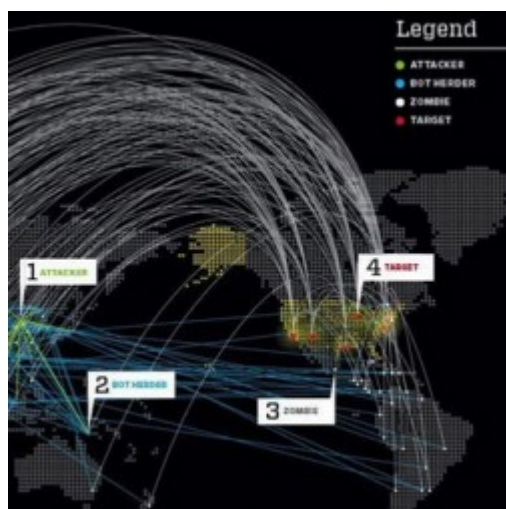 Legend
ATTACKER
BOT HERDER
ZOMBIE
TARGET
1 ATTACKER
4 TARGET
2 BOT HERDER
3 ZOMBIE